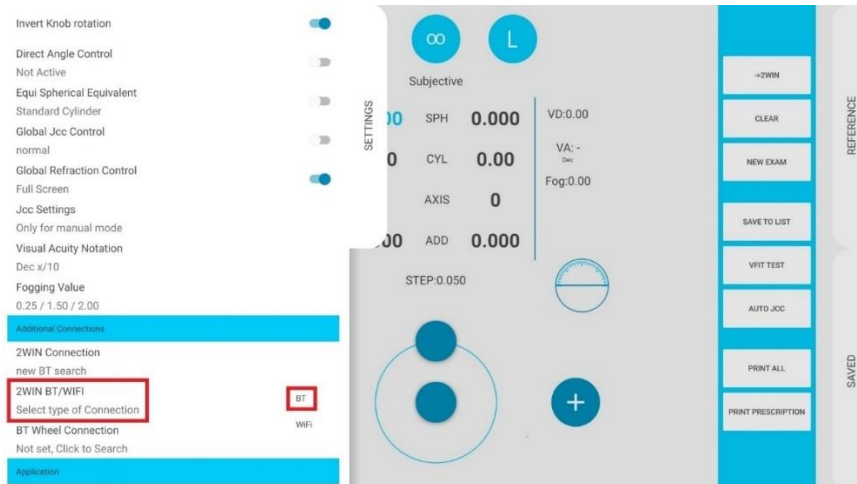 Invert Knob rotation
Direct Angle Control
Not Active
Equi Spherical Equivalent
Standard Cylinder
Global Jcc Control
normal
Global Refraction Control
Full Screen
Jcc Settings
Only for manual mode
Visual Acuity Notation
Dec x/10
Fogging Value
0.25 / 1.50 / 2.00
Additional Connections
2WIN Connection
new BT search
2WIN BT/WIFI
BT
Select type of Connection
WiFi
BT Wheel Connection
Not set, Click to Search
Application
SETTINGS
∞ L
Subjective
00 SPH 0.000
0 CYL 0.00
AXIS 0
00 ADD 0.000
STEP:0.050
VD:0.00
VA: -
Dec
Fog:0.00
+
->2WIN
CLEAR
NEW EXAM
SAVE TO LIST
VFIT TEST
AUTO JCC
PRINT ALL
PRINT PRESCRIPTION
REFERENCE
SAVED